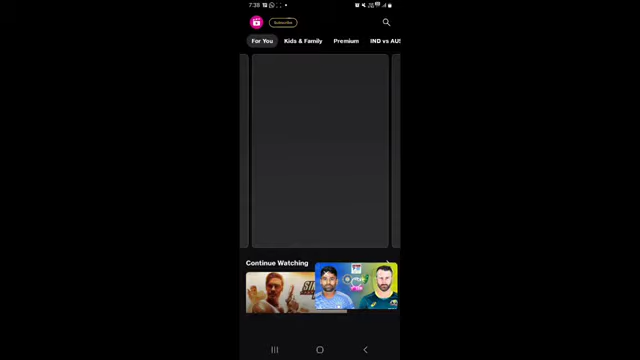 7:38
Subscribe
For You Kids & Family Premium IND vs AUS
Continue Watching